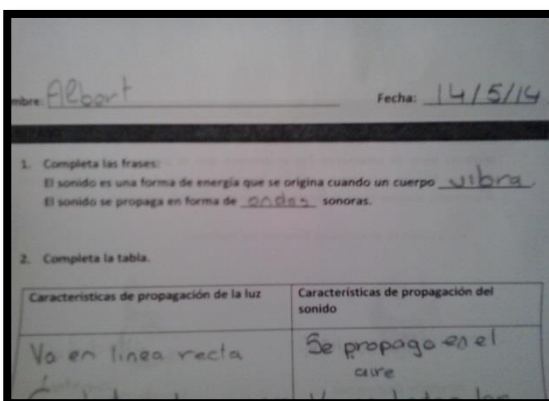 mbre: Albert Fecha: 14/5/14
1. Completa las frases:
El sonido es una forma de energía que se origina cuando un cuerpo vibra.
El sonido se propaga en forma de ondas sonoras.
2. Completa la tabla.
Características de propagación de la luz
Características de propagación del
sonido
Va en linea recta
Se propaga en el
aire